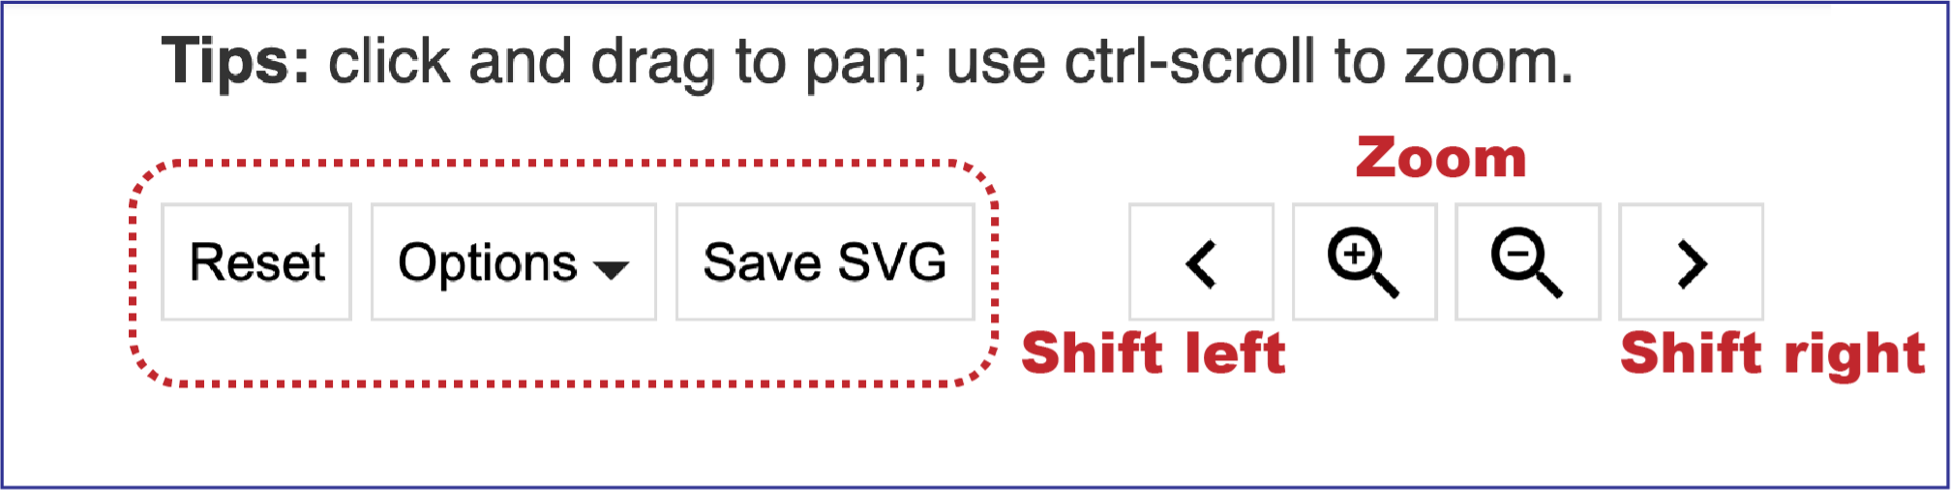 Tips: click and drag to pan; use ctrl-scroll to zoom.
Zoom
Reset Options Save SVG
Shift left Shift right